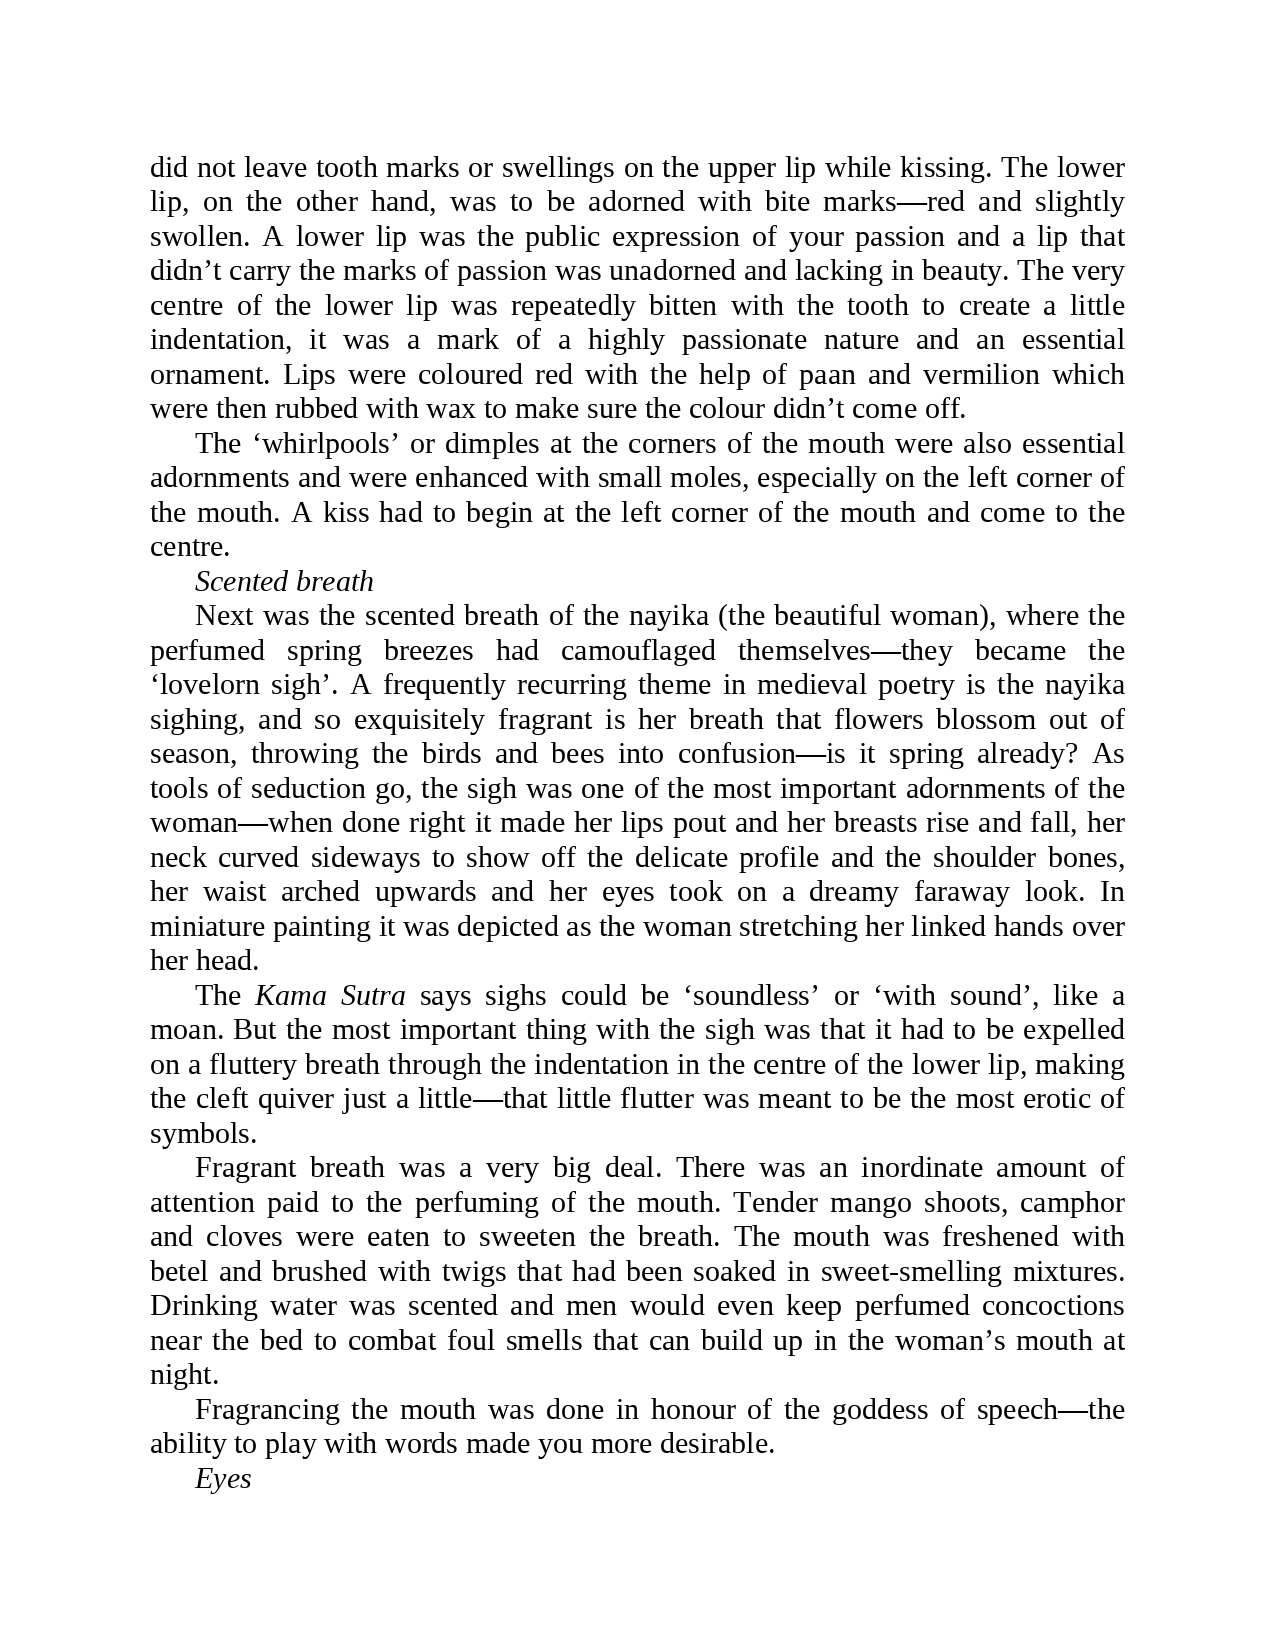 did not leave tooth marks or swellings on the upper lip while kissing. The lower
lip, on the other hand, was to be adorned with bite marks—red and slightly
swollen. A lower lip was the public expression of your passion and a lip that
didn’t carry the marks of passion was unadorned and lacking in beauty. The very
centre of the lower lip was repeatedly bitten with the tooth to create a little
indentation, it was a mark of a highly passionate nature and an essential
ornament. Lips were coloured red with the help of paan and vermilion which
were then rubbed with wax to make sure the colour didn’t come off.
The ‘whirlpools’ or dimples at the corners of the mouth were also essential
adornments and were enhanced with small moles, especially on the left corner of
the mouth. A kiss had to begin at the left corner of the mouth and come to the
centre.
Scented breath
Next was the scented breath of the nayika (the beautiful woman), where the
perfumed spring breezes had camouflaged themselves—they became the
‘lovelorn sigh’. A frequently recurring theme in medieval poetry is the nayika
sighing, and so exquisitely fragrant is her breath that flowers blossom out of
season, throwing the birds and bees into confusion—is it spring already? As
tools of seduction go, the sigh was one of the most important adornments of the
woman—when done right it made her lips pout and her breasts rise and fall, her
neck curved sideways to show off the delicate profile and the shoulder bones,
her waist arched upwards and her eyes took on a dreamy faraway look. In
miniature painting it was depicted as the woman stretching her linked hands over
her head.
The Kama Sutra says sighs could be ‘soundless’ or ‘with sound’, like a
moan. But the most important thing with the sigh was that it had to be expelled
on a fluttery breath through the indentation in the centre of the lower lip, making
the cleft quiver just a little—that little flutter was meant to be the most erotic of
symbols.
Fragrant breath was a very big deal. There was an inordinate amount of
attention paid to the perfuming of the mouth. Tender mango shoots, camphor
and cloves were eaten to sweeten the breath. The mouth was freshened with
betel and brushed with twigs that had been soaked in sweet-smelling mixtures.
Drinking water was scented and men would even keep perfumed concoctions
near the bed to combat foul smells that can build up in the woman’s mouth at
night.
Fragrancing the mouth was done in honour of the goddess of speech—the
ability to play with words made you more desirable.
Eyes